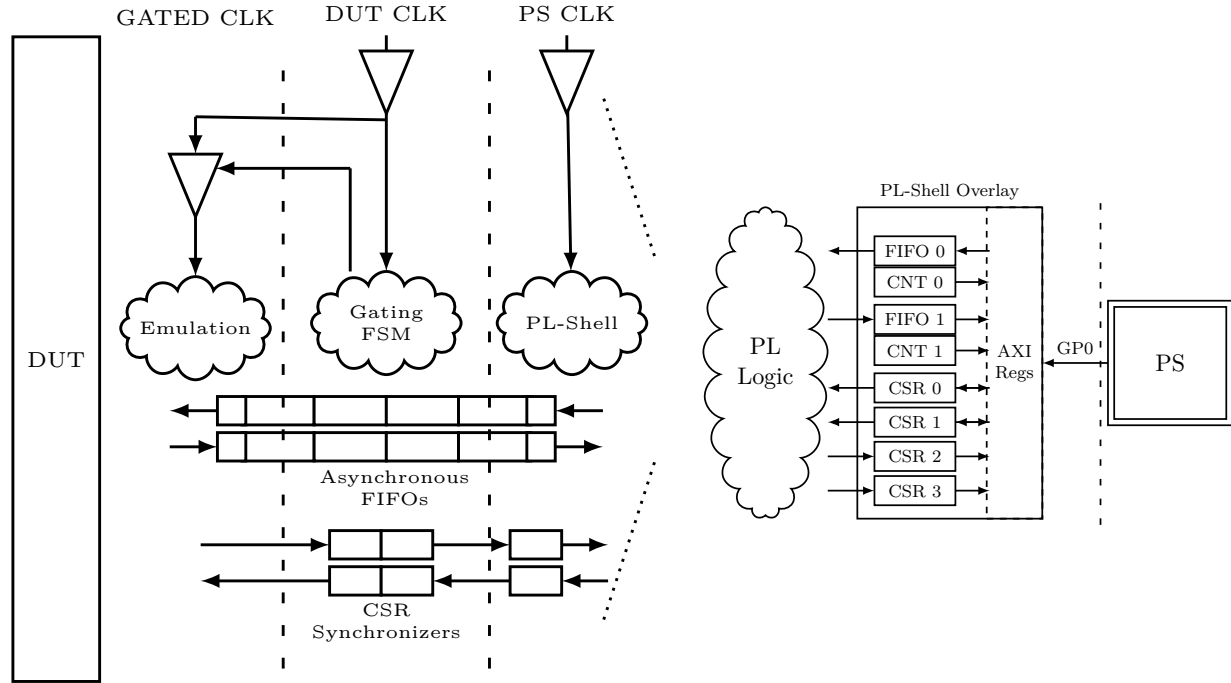 GATED CLK
DUT CLK
PS CLK
DUT
Emulation
Gating
FSM
PL-Shell
Asynchronous
FIFOs
CSR
Synchronizers
PL
Logic
PL-Shell Overlay
FIFO 0
CNT 0
FIFO 1
CNT 1
CSR 0
CSR 1
CSR 2
CSR 3
AXI
Regs
GP0
PS